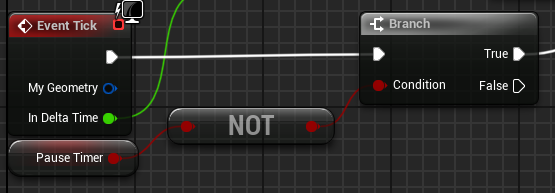 Event Tick
Branch
True
My Geometry
Condition
False
In Delta Time
NOT
Pause Timer